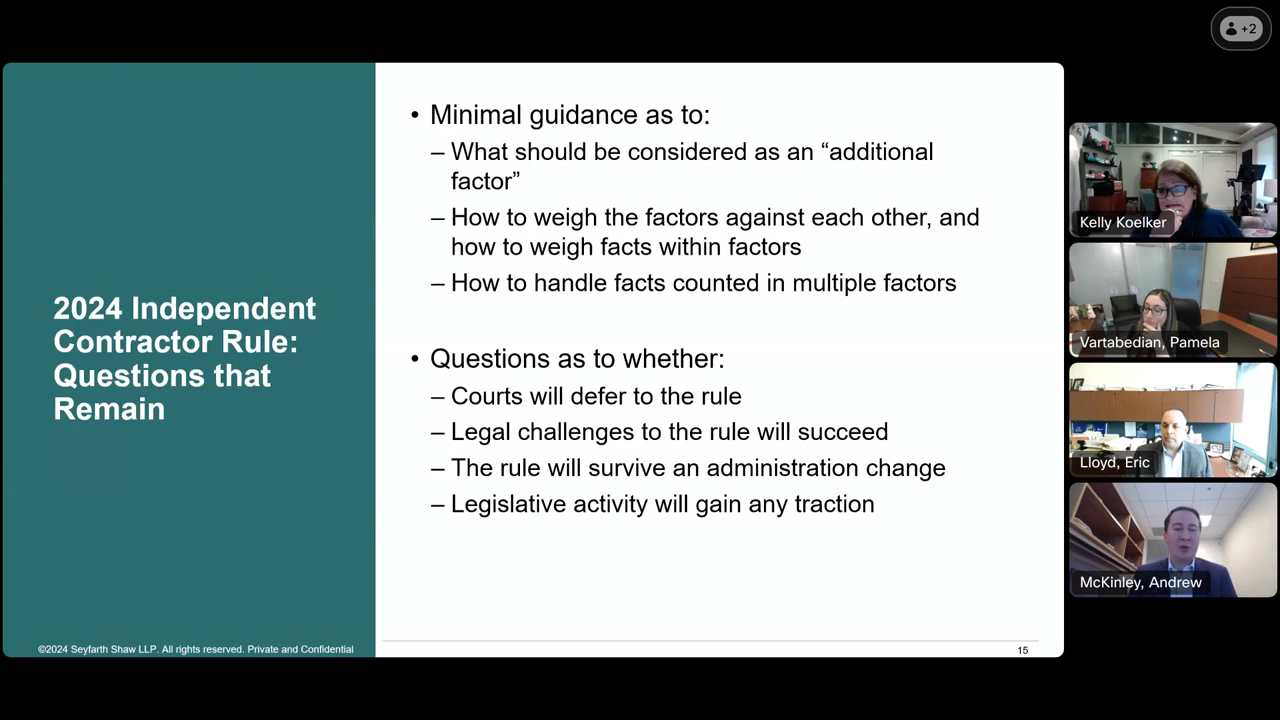 +2
2024 Independent
Contractor Rule:
Questions that
Remain
• Minimal guidance as to:
– What should be considered as an “additional
factor”
– How to weigh the factors against each other, and
how to weigh facts within factors
– How to handle facts counted in multiple factors
• Questions as to whether:
– Courts will defer to the rule
– Legal challenges to the rule will succeed
– The rule will survive an administration change
– Legislative activity will gain any traction
©2024 Seyfarth Shaw LLP. All rights reserved. Private and Confidential
15
Kelly Koelker
Vartabedian, Pamela
Lloyd, Eric
McKinley, Andrew